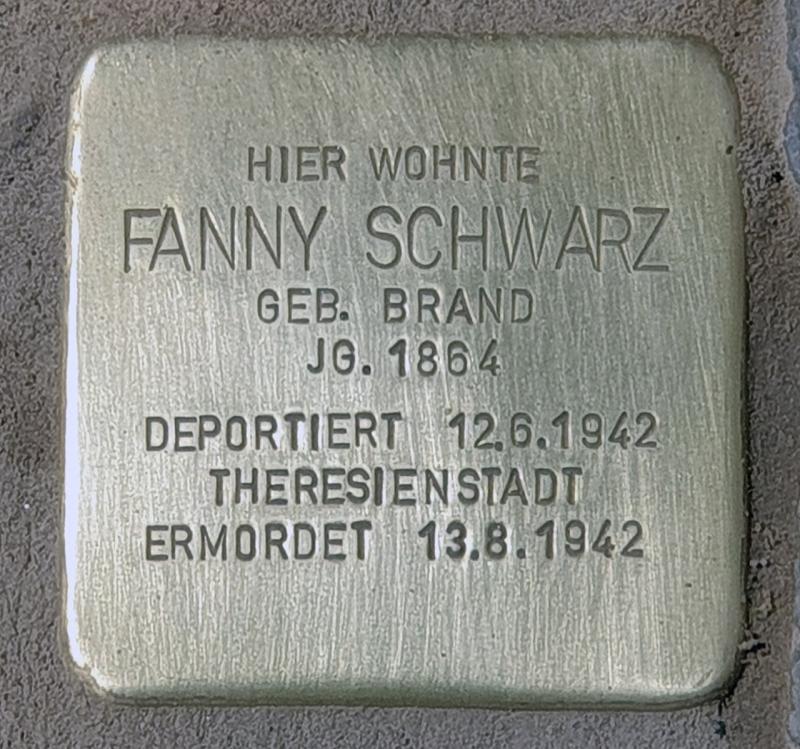 HIER WOHNTE
FANNY SCHWARZ
GEB. BRAND
JG. 1864
DEPORTIERT 12.6.1942
THERESIENSTADT
ERMORDET 13.8.1942